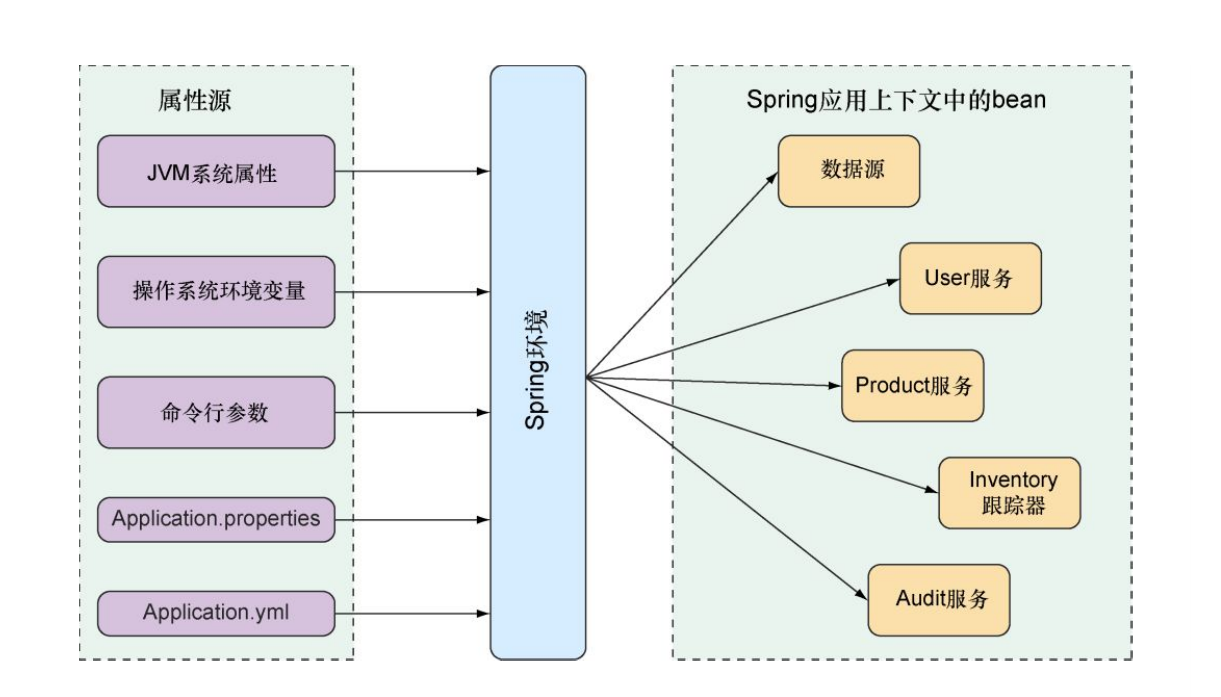 属性源
JVM系统属性
操作系统环境变量
命令行参数
Application.properties
Application.yml
Spring环境
Spring应用上下文中的bean
数据源
User服务
Product服务
Inventory
跟踪器
Audit服务